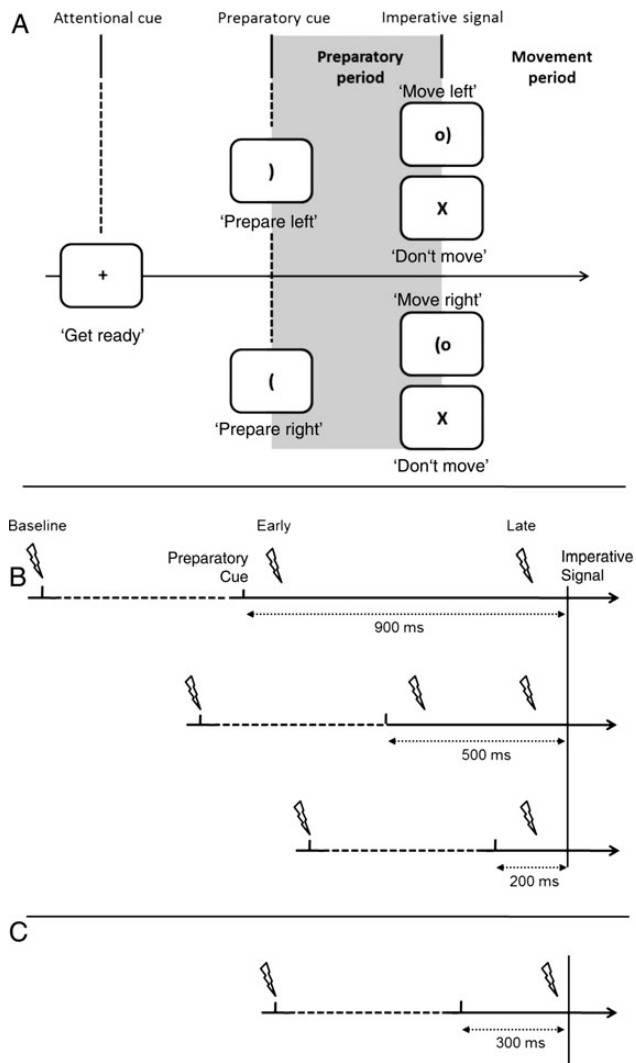 A
Attentional cue
Preparatory cue
Imperative signal
Preparatory
period
Movement
period
'Move left'
o)
)
X
'Prepare left'
'Don't move'
+
'Move right'
'Get ready'
(o
(
X
'Prepare right'
'Don't move'
Baseline
Early
Late
B
Preparatory
Cue
Imperative
Signal
900 ms
500 ms
200 ms
C
300 ms